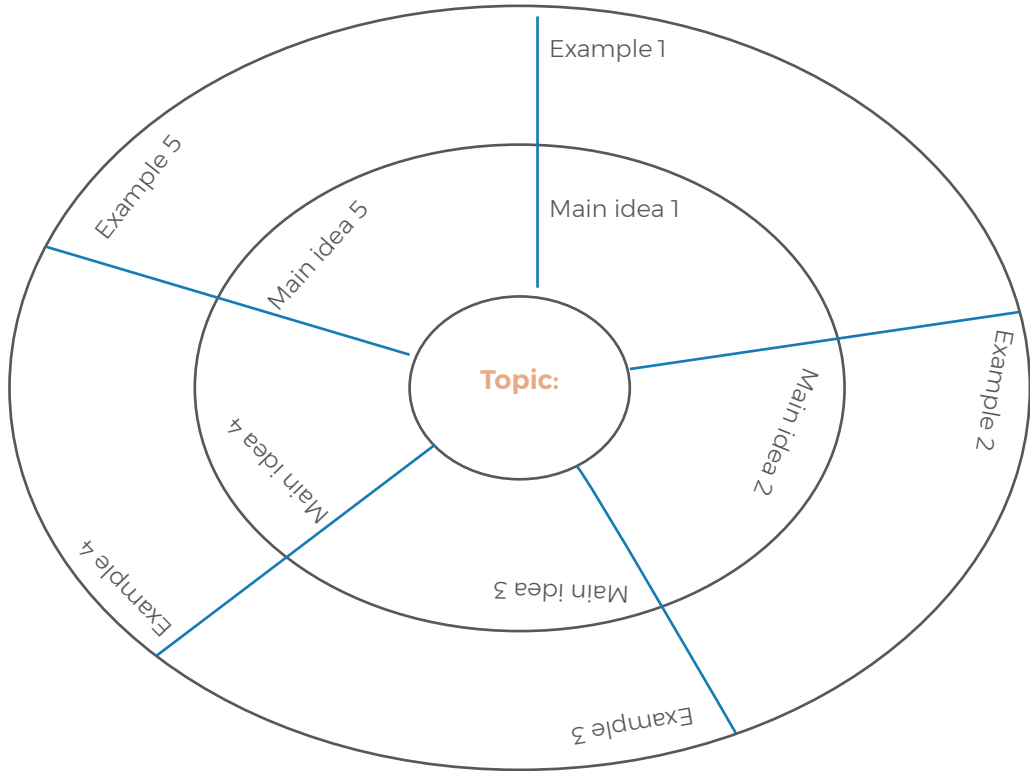 Example 1
Main idea 1
Example 5
Main idea 5
Topic:
Example 2
Main idea 2
Main idea 4
Example 4
Main idea 3
Example 3